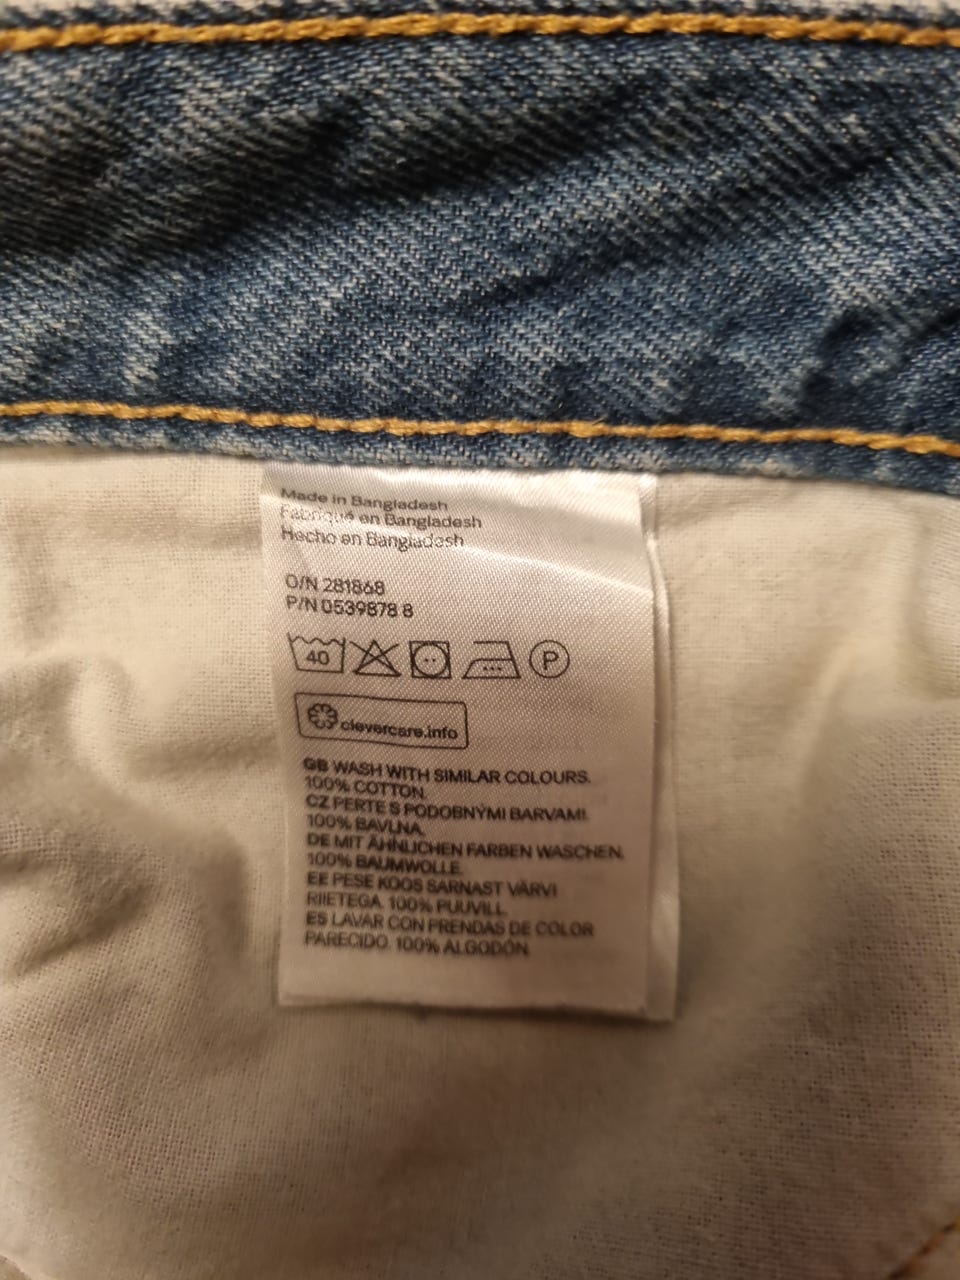 Made in Bangladesh
Fabriqué en Bangladesh
Hecho en Bangladesh
O/N 281868
P/N 0539878 8
40 P
clevercare.info
GB WASH WITH SIMILAR COLOURS.
100% COTTON.
CZ PERTE S PODOBNÝMI BARVAMI.
100% BAVLNA.
DE MIT ÄHNLICHEN FARBEN WASCHEN.
100% BAUMWOLLE.
EE PESE KOOS SARNAST VÄRVI
RIIETEGA. 100% PUUVILL.
ES LAVAR CON PRENDAS DE COLOR
PARECIDO. 100% ALGODÓN.